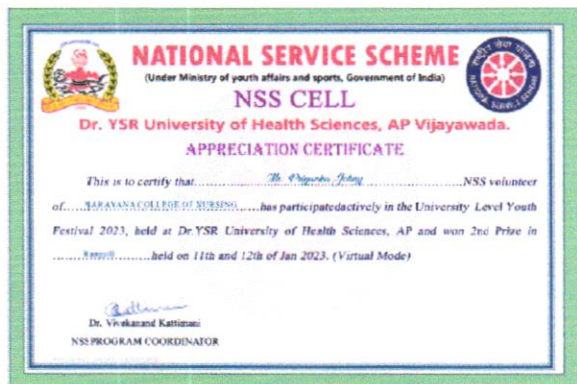 NATIONAL SERVICE SCHEME
(Under Ministry of youth affairs and sports, Government of India)
NSS CELL
Dr. YSR University of Health Sciences, AP Vijayawada.
APPRECIATION CERTIFICATE
This is to certify that Priyanka NSS volunteer
of NARAYANA COLLEGE OF NURSING has participatedactively in the University Level Youth
Festival 2023, held at Dr.YSR University of Health Sciences, AP and won 2nd Prize in
held on 11th and 12th of Jan 2023. (Virtual Mode)
Dr. Vivekanand Kattimani
NSS PROGRAM COORDINATOR